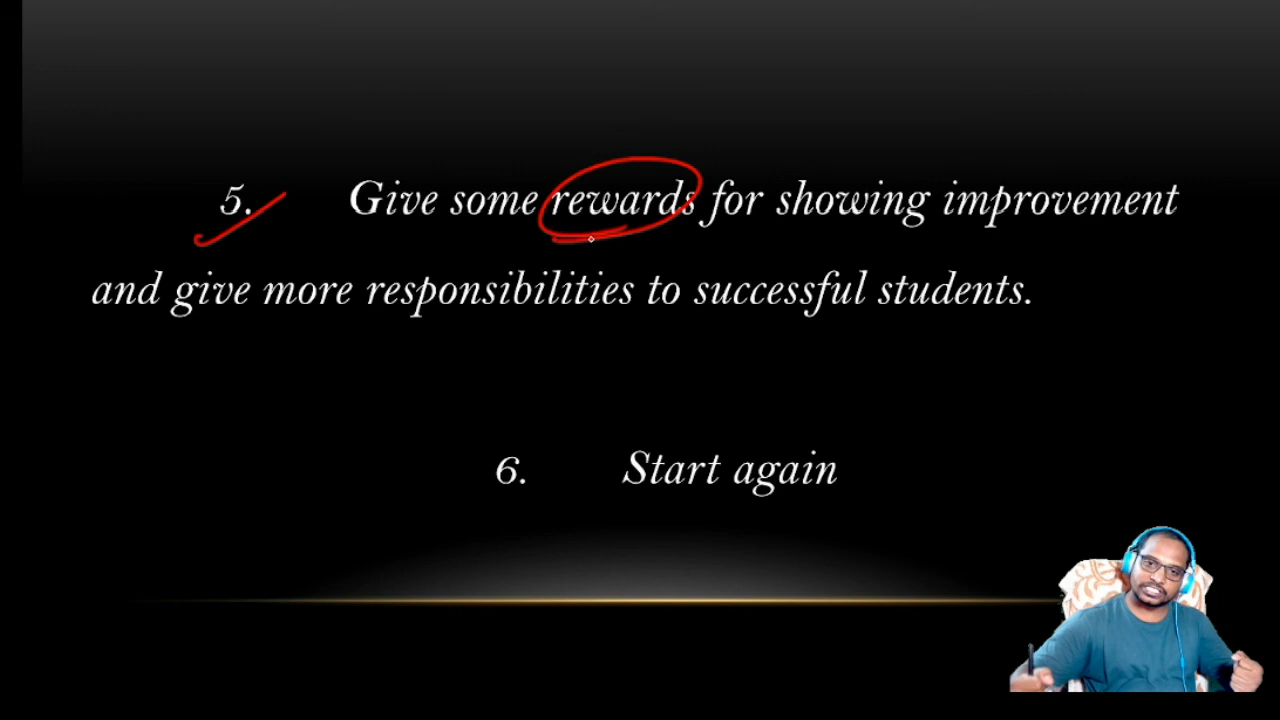 5. Give some rewards for showing improvement
and give more responsibilities to successful students.
6. Start again